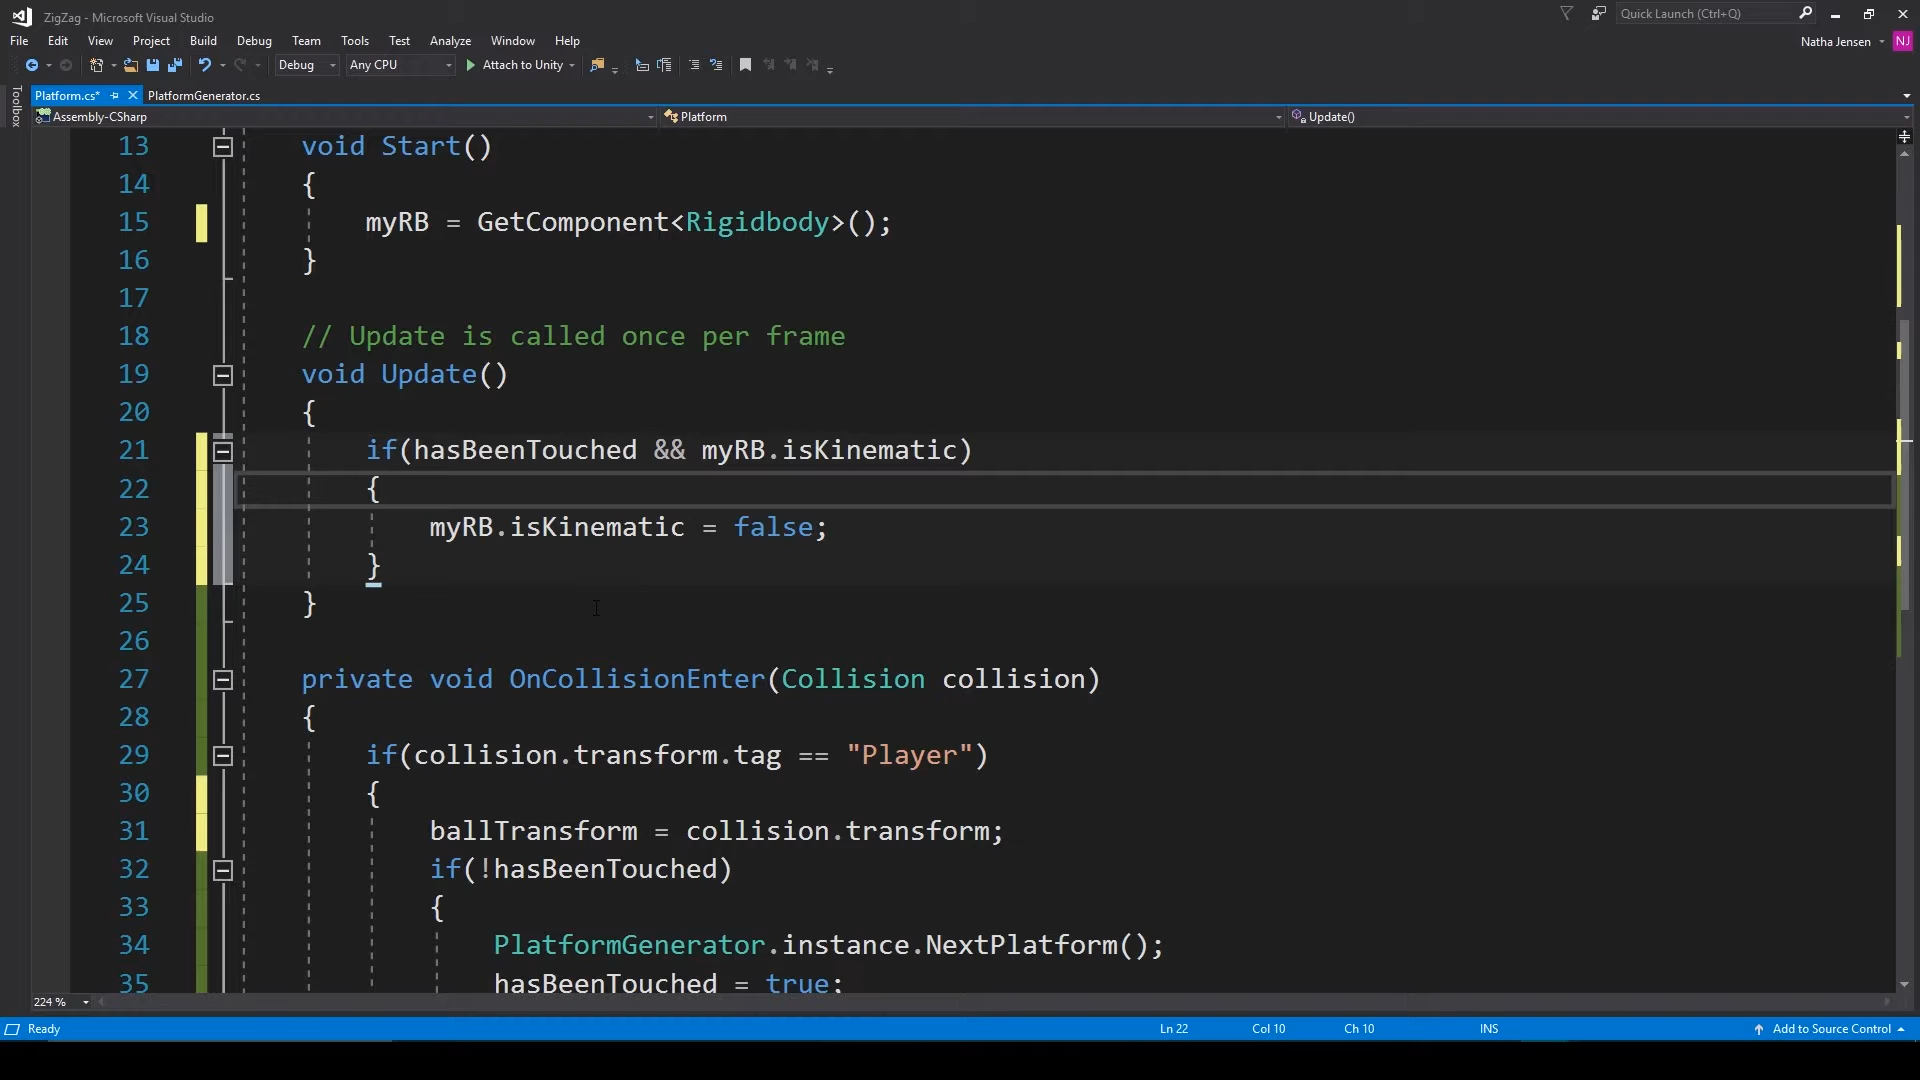 ZigZag - Microsoft Visual Studio
Quick Launch (Ctrl+Q)
File Edit View Project Build Debug Team Tools Test Analyze Window Help
Natha Jensen NJ
Debug Any CPU Attach to Unity
Toolbox
Platform.cs* PlatformGenerator.cs
Assembly-CSharp Platform Update()
13 void Start()
14 {
15 myRB = GetComponent<Rigidbody>();
16 }
17
18 // Update is called once per frame
19 void Update()
20 {
21 if(hasBeenTouched && myRB.isKinematic)
22 {
23 myRB.isKinematic = false;
24 }
25 }
26
27 private void OnCollisionEnter(Collision collision)
28 {
29 if(collision.transform.tag == "Player")
30 {
31 ballTransform = collision.transform;
32 if(!hasBeenTouched)
33 {
34 PlatformGenerator.instance.NextPlatform();
35 hasBeenTouched = true;
224 %
Ready Ln 22 Col 10 Ch 10 INS Add to Source Control